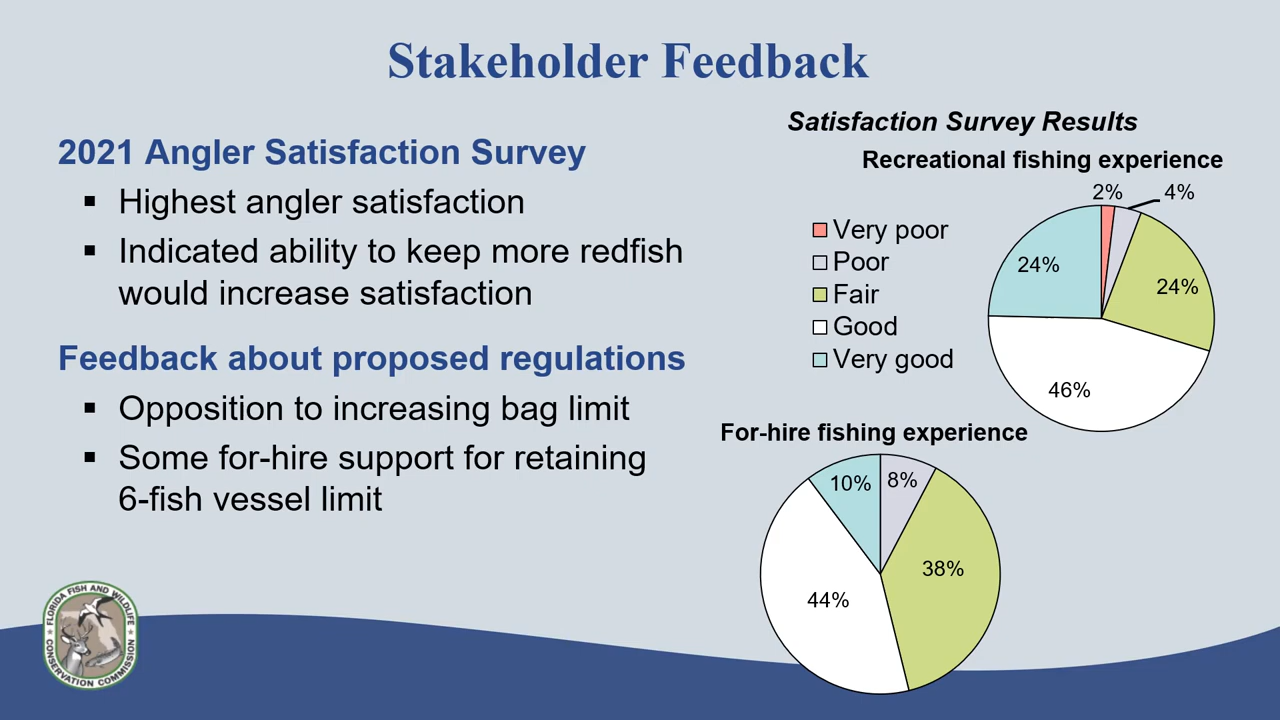 Stakeholder Feedback
2021 Angler Satisfaction Survey
▪ Highest angler satisfaction
▪ Indicated ability to keep more redfish
would increase satisfaction
Feedback about proposed regulations
▪ Opposition to increasing bag limit
▪ Some for-hire support for retaining
6-fish vessel limit
Satisfaction Survey Results
Recreational fishing experience
Very poor
Poor
Fair
Good
Very good
2%
4%
24%
24%
46%
For-hire fishing experience
10%
8%
38%
44%
FLORIDA FISH AND WILDLIFE
CONSERVATION COMMISSION